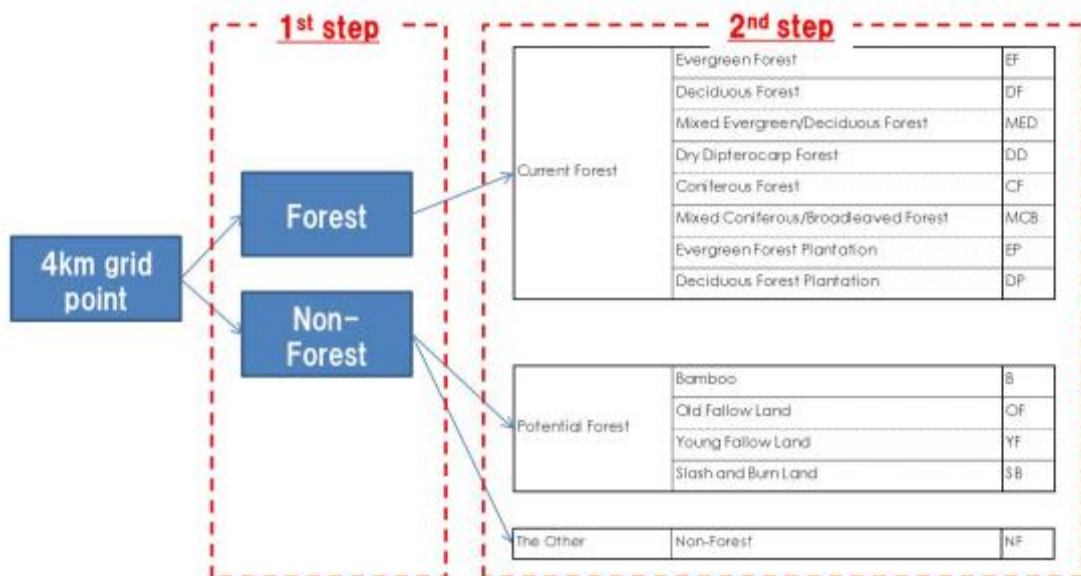 1st step
2nd step
4km grid
point
Forest
Non-
Forest
Current Forest
Evergreen Forest EF
Deciduous Forest DF
Mixed Evergreen/Deciduous Forest MED
Dry Dipterocarp Forest DD
Coniferous Forest CF
Mixed Coniferous/Broadleaved Forest MCB
Evergreen Forest Plantation EP
Deciduous Forest Plantation DP
Potential Forest
Bamboo B
Old Fallow Land OF
Young Fallow Land YF
Slash and Burn Land SB
The Other Non-Forest NF